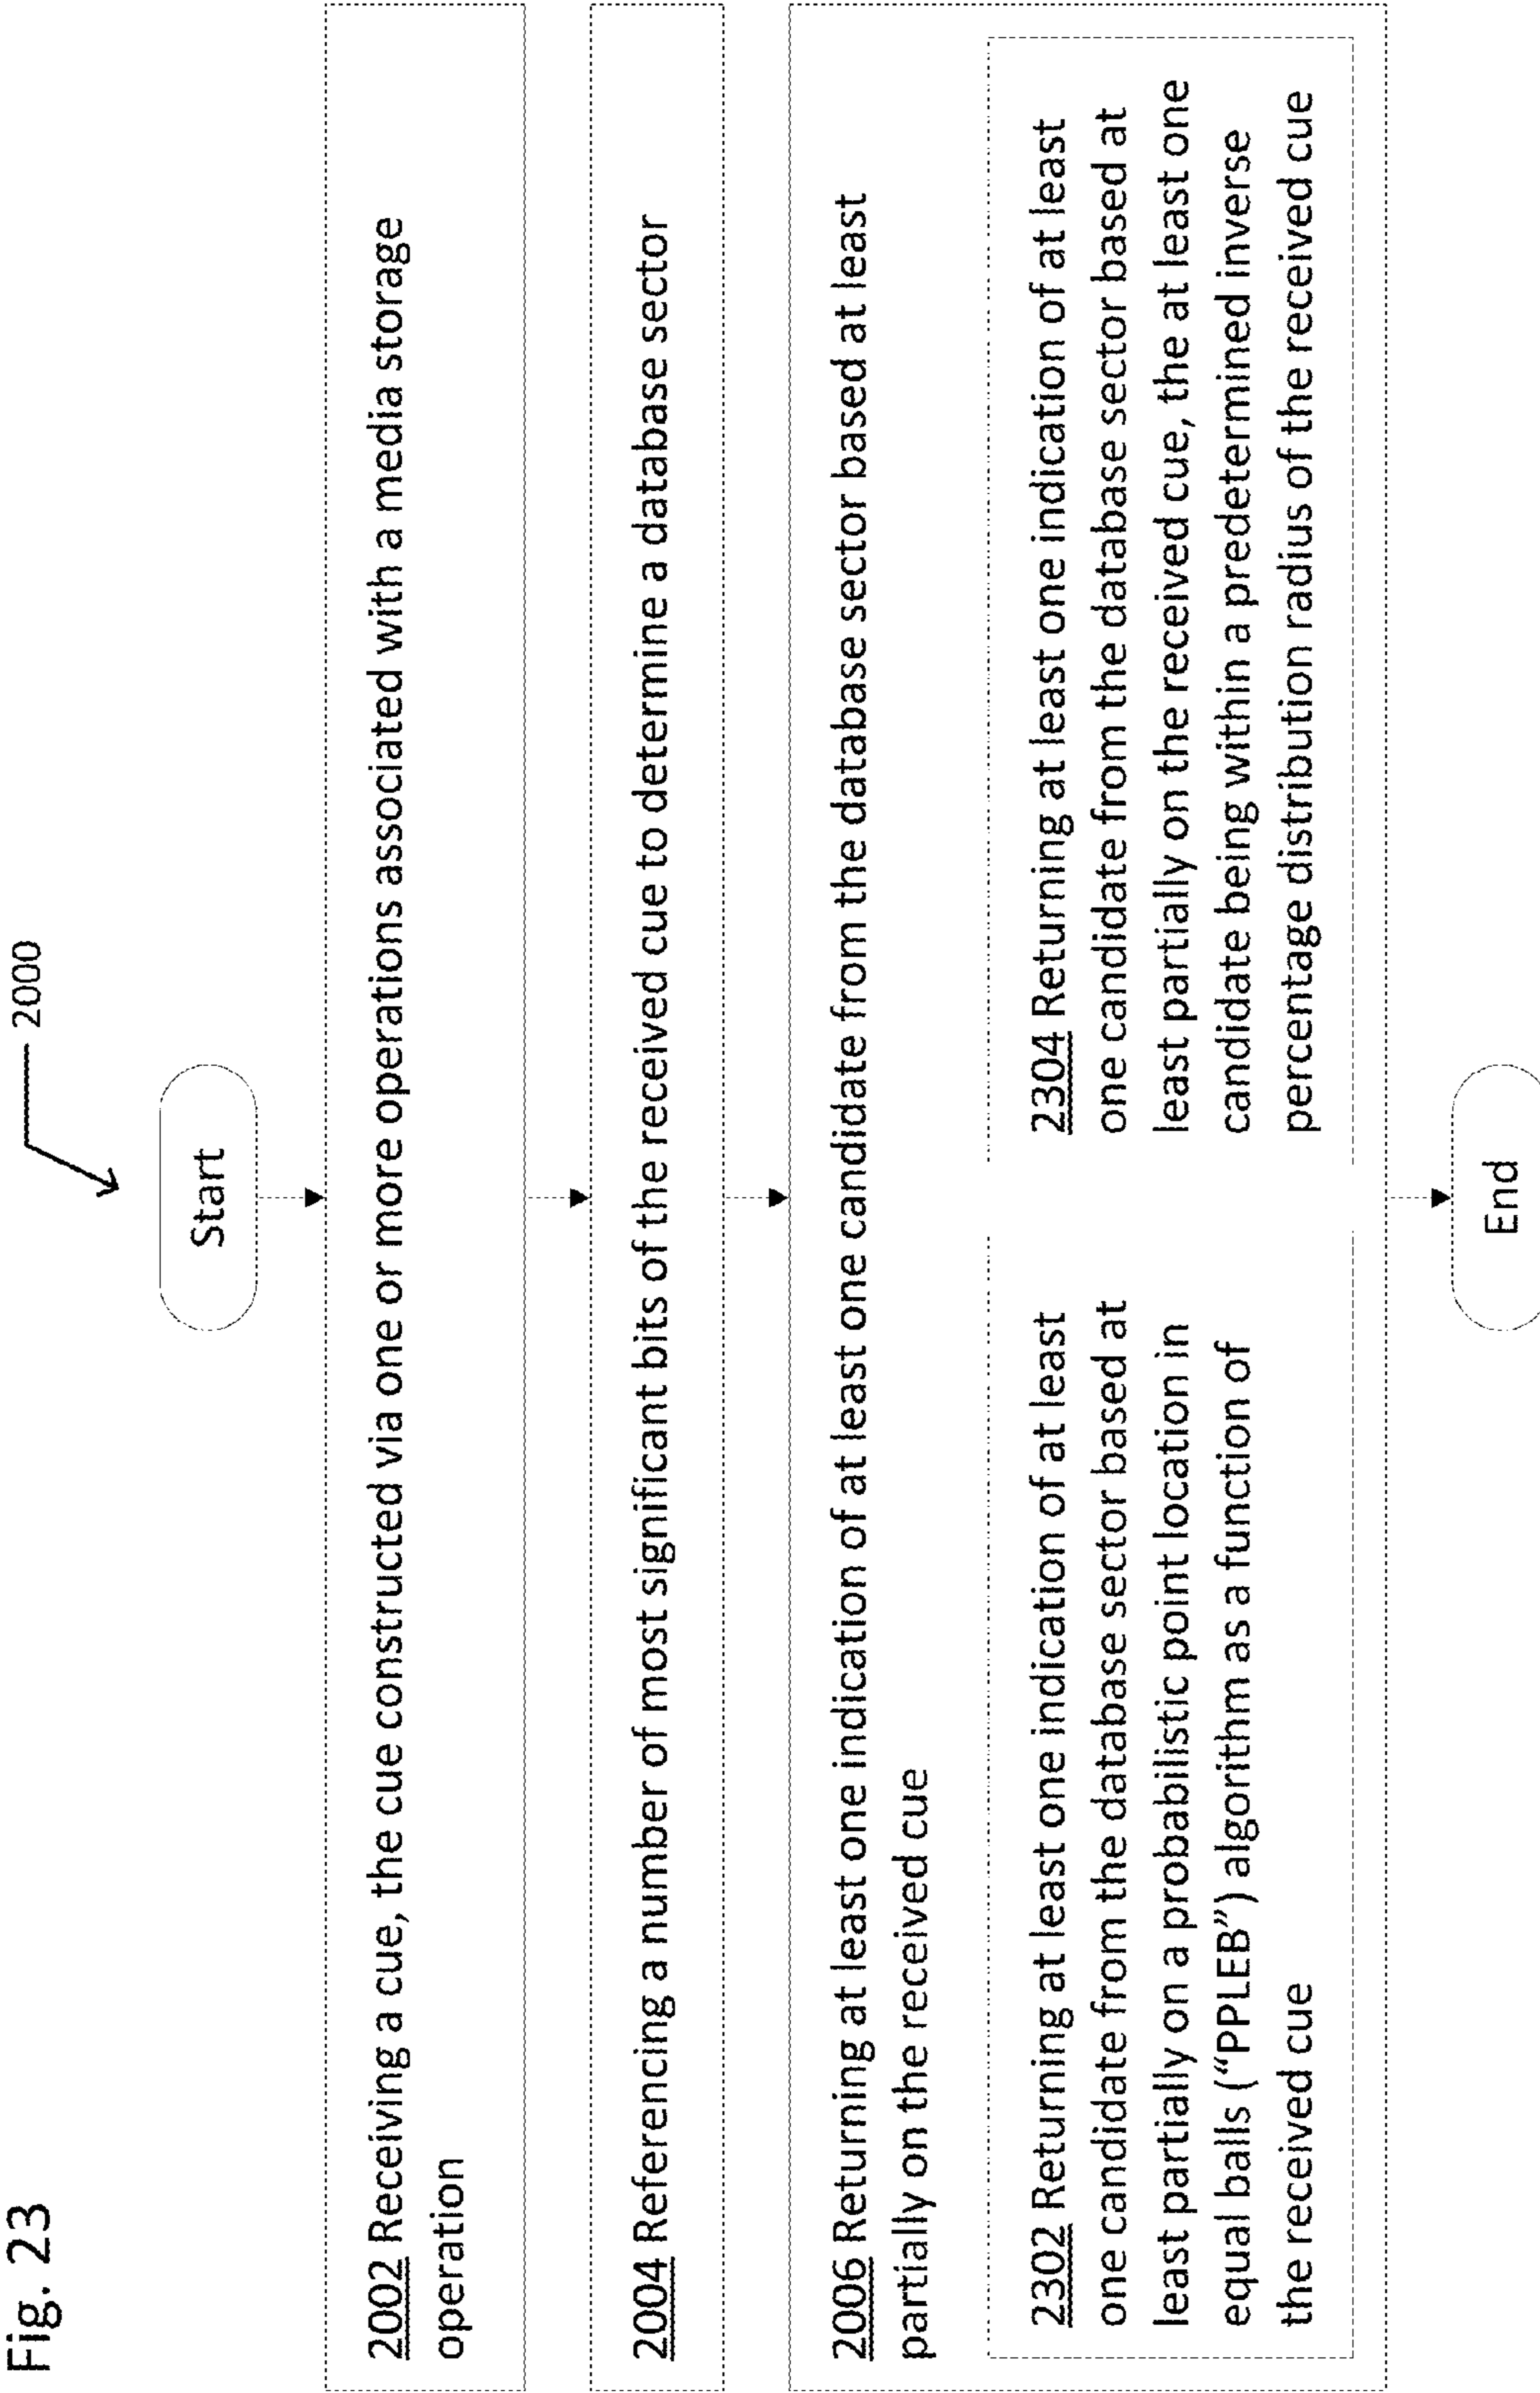 Fig. 23
2000
Start
2002 Receiving a cue, the cue constructed via one or more operations associated with a media storage
operation
2004 Referencing a number of most significant bits of the received cue to determine a database sector
2006 Returning at least one indication of at least one candidate from the database sector based at least
partially on the received cue
2302 Returning at least one indication of at least
one candidate from the database sector based at
least partially on a probabilistic point location in
equal balls (“PPLEB”) algorithm as a function of
the received cue
2304 Returning at least one indication of at least
one candidate from the database sector based at
least partially on the received cue, the at least one
candidate being within a predetermined inverse
percentage distribution radius of the received cue
End